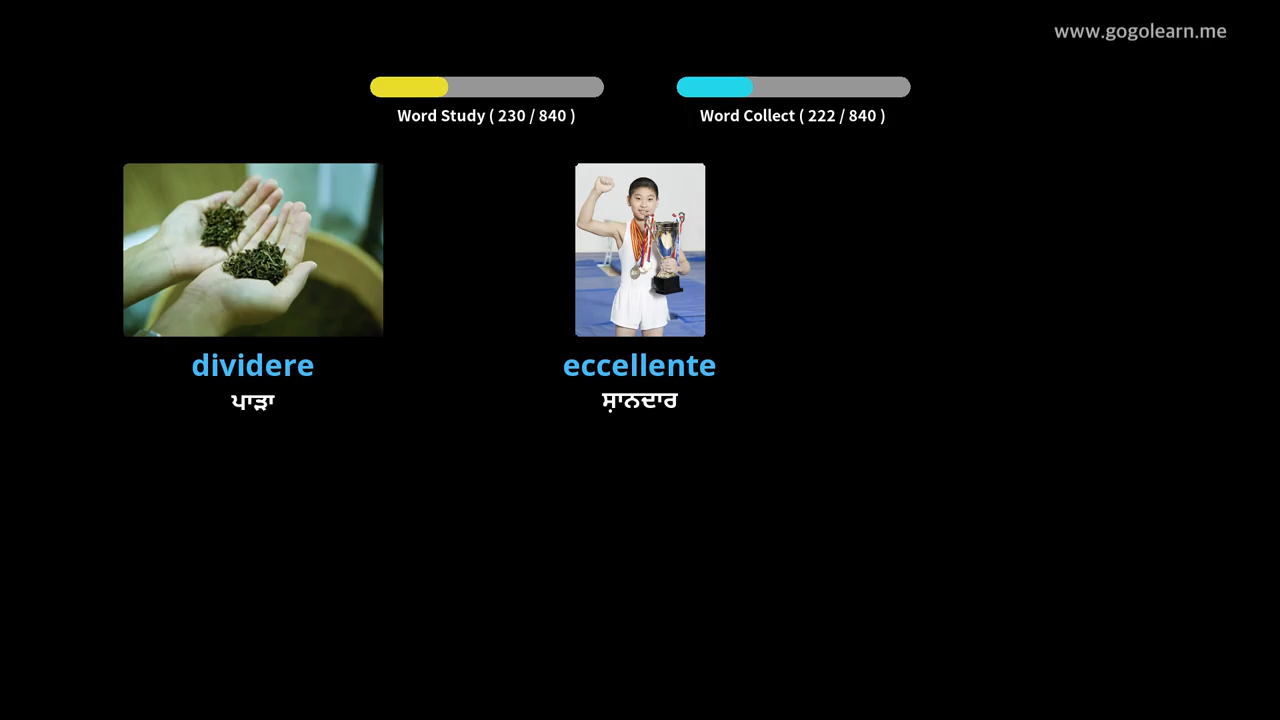 www.gogolearn.me
Word Study ( 230 / 840 )
Word Collect ( 222 / 840 )
dividere
ਪਾੜਾ
eccellente
ਸ਼ਾਨਦਾਰ